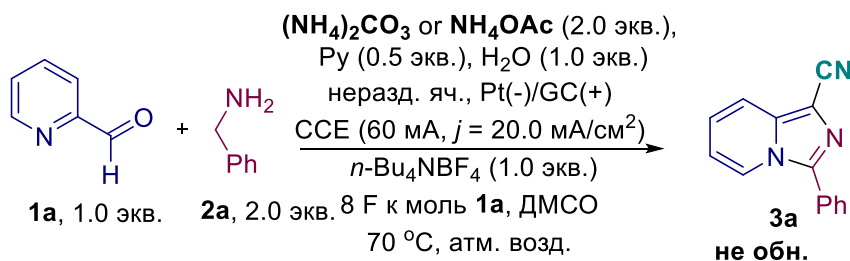 (NH4)2CO3 or NH4OAc (2.0 экв.),
Py (0.5 экв.), H2O (1.0 экв.)
неразд. яч., Pt(-)/GC(+)
CCE (60 мА, j = 20.0 мА/см2)
n-Bu4NBF4 (1.0 экв.)
8 F к моль 1a, ДМСО
70 oC, атм. возд.
N
O
H
1a, 1.0 экв.
+
NH2
Ph
2a, 2.0 экв.
CN
N
N
Ph
3a
не обн.